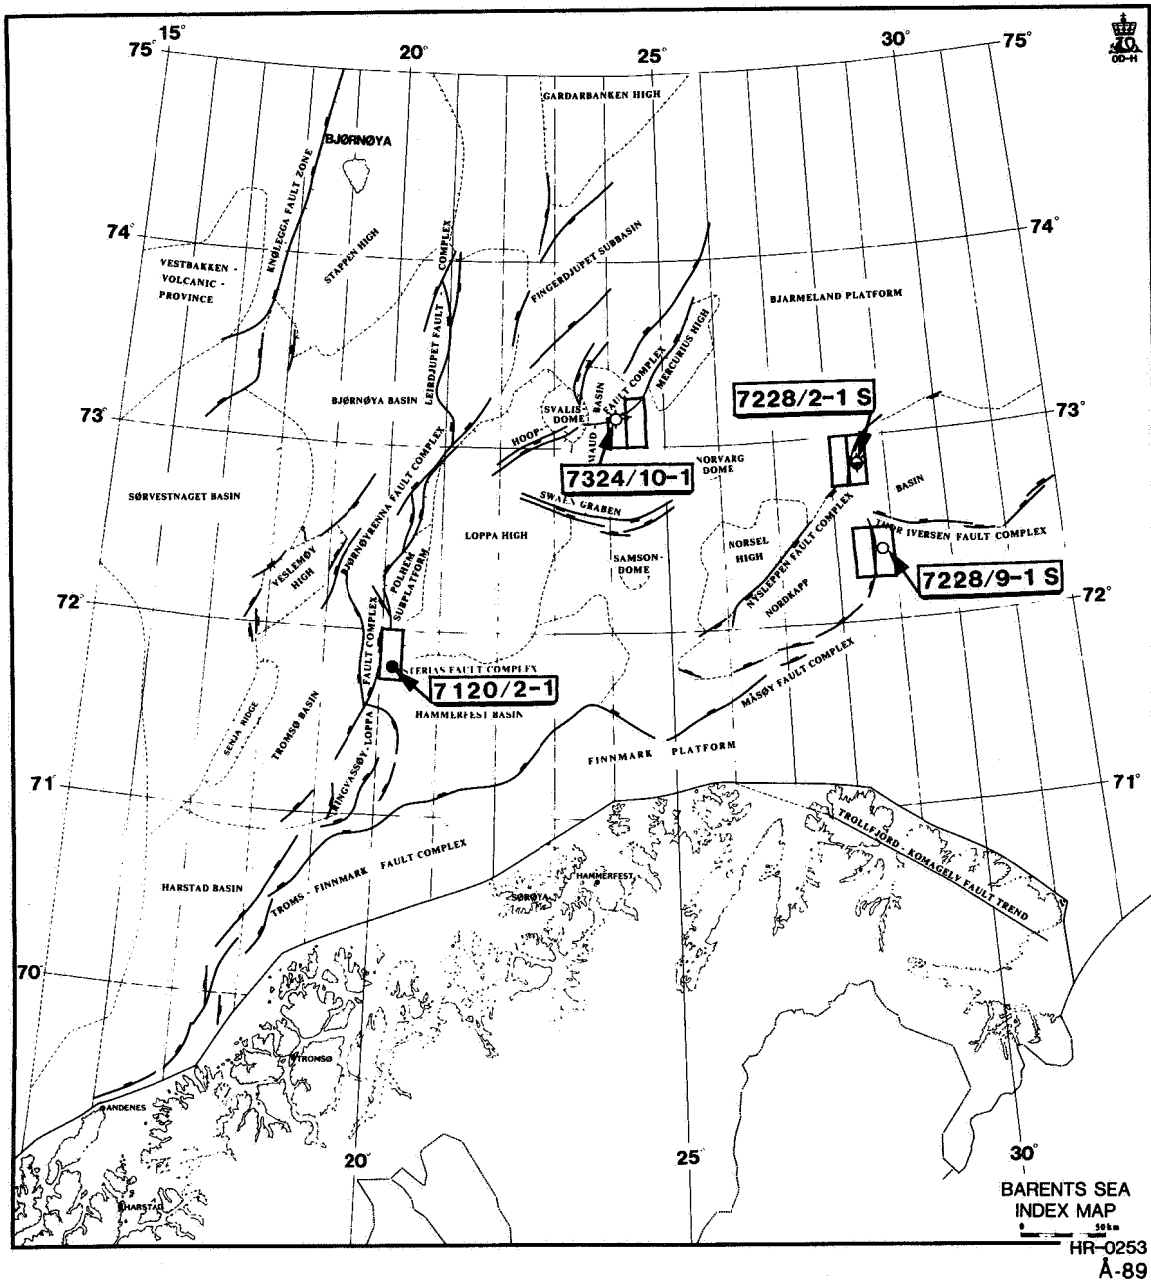 15°
20°
25°
30°
75°
75°
OD-H
GARDARBANKEN HIGH
BJØRNØYA
KNØLEGGA FAULT ZONE
STAPPEN HIGH
74°
74°
VESTBAKKEN -
VOLCANIC -
PROVINCE
LEIRDJUPET FAULT - COMPLEX
FINGERDJUPET SUBBASIN
BJARMELAND PLATFORM
MERCURIUS HIGH
BJØRNØYA BASIN
SVALIS-
DOME
HOOP
FAULT COMPLEX
MAUD BASIN
73°
73°
7228/2-1 S
7324/10-1
NORVARG
DOME
SØRVESTNAGET BASIN
BJØRNØYRENNA FAULT COMPLEX
SWAEN GRABEN
BASIN
LOPPA HIGH
NORSEL
HIGH
SAMSON-
DOME
THOR IVERSEN FAULT COMPLEX
NYSLEPPEN FAULT COMPLEX
NORDKAPP
7228/9-1 S
VESLEMØY
HIGH
POLHEM
SUBPLATFORM
72°
72°
TERIAS FAULT COMPLEX
7120/2-1
HAMMERFEST BASIN
MÅSØY FAULT COMPLEX
SENJA RIDGE
TROMSØ BASIN
RINGVASSØY-LOPPA FAULT COMPLEX
FINNMARK PLATFORM
71°
71°
TROLLFJORD - KOMAGELV FAULT TREND
HARSTAD BASIN
TROMS - FINNMARK FAULT COMPLEX
HAMMERFEST
SØRØYA
70°
TROMSØ
ANDENES
HARSTAD
20°
25°
30°
BARENTS SEA
INDEX MAP
0 50km
HR-0253
Å-89